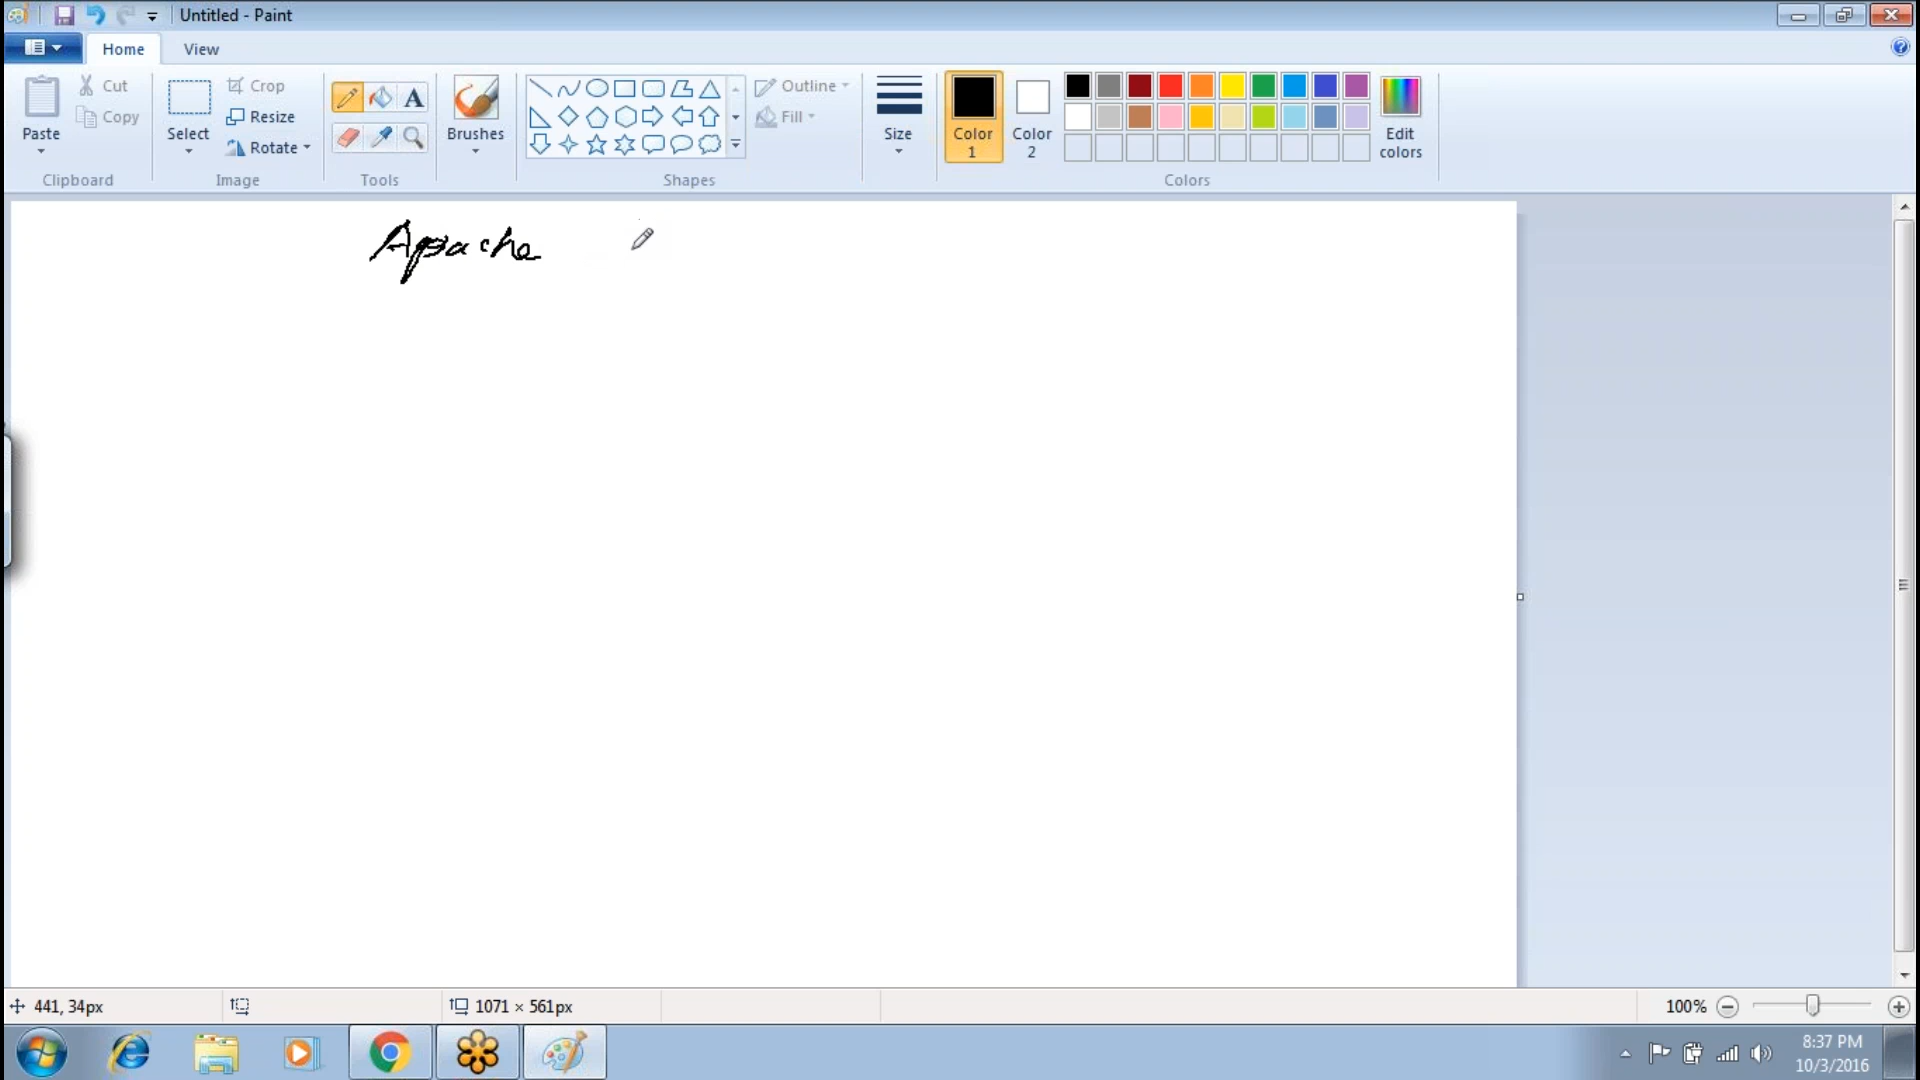 Untitled - Paint
Home View
Paste Cut Copy Clipboard
Select Crop Resize Rotate Image
A Tools
Brushes
Shapes
Outline Fill
Size
Color 1 Color 2 Edit colors Colors
Apache
441, 34px 1071 × 561px 100%
8:37 PM
10/3/2016